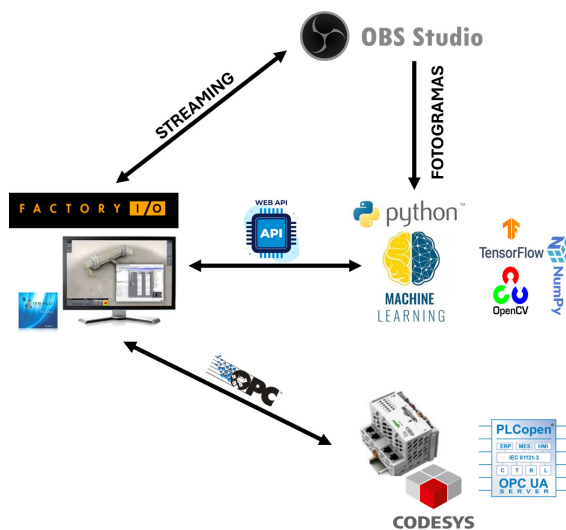 OBS Studio
STREAMING
FOTOGRAMAS
FACTORY I/O
WEB API
API
python™
MACHINE
LEARNING
TensorFlow
OpenCV
NumPy
OPC
PLCopen®
ERP MES HMI
IEC 61131-3
C T R L
OPC UA
SERVER
CODESYS